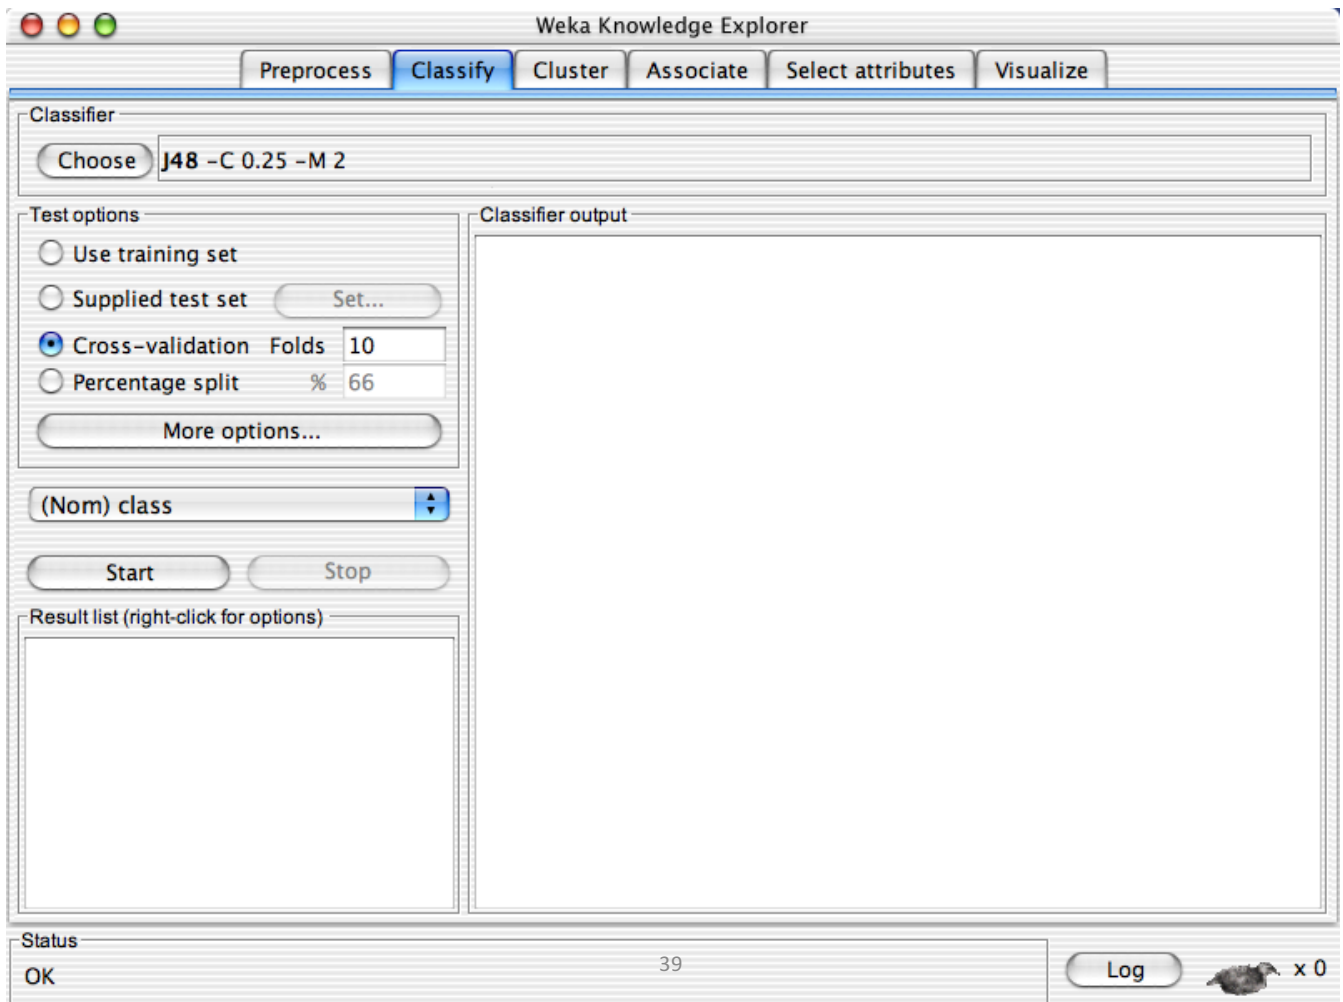 Weka Knowledge Explorer
Preprocess Classify Cluster Associate Select attributes Visualize
Classifier
Choose J48 -C 0.25 -M 2
Test options
Use training set
Supplied test set Set...
Cross-validation Folds 10
Percentage split % 66
More options...
(Nom) class
Start Stop
Result list (right-click for options)
Classifier output
Status
OK
39
Log x 0